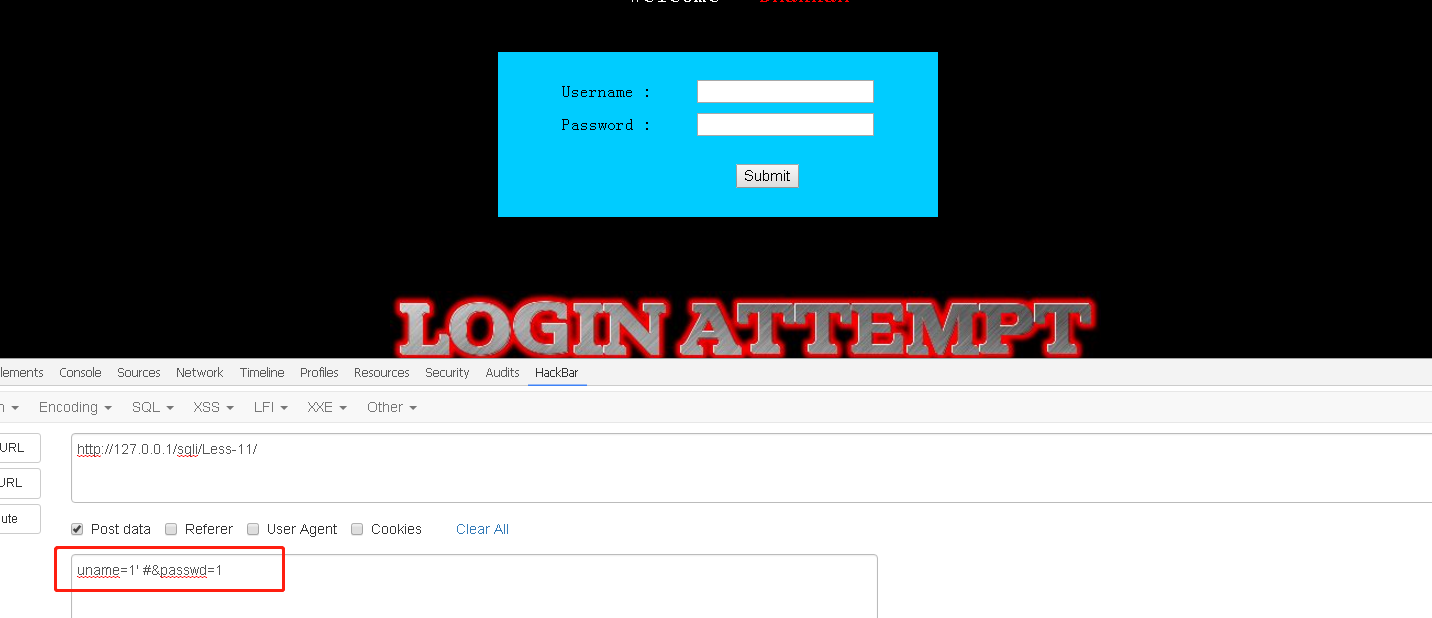 Welcome
Username :
Password :
Submit
LOGIN ATTEMPT
lements Console Sources Network Timeline Profiles Resources Security Audits HackBar
n Encoding SQL XSS LFI XXE Other
URL
http://127.0.0.1/sqli/Less-11/
URL
ute
Post data Referer User Agent Cookies Clear All
uname=1' #&passwd=1